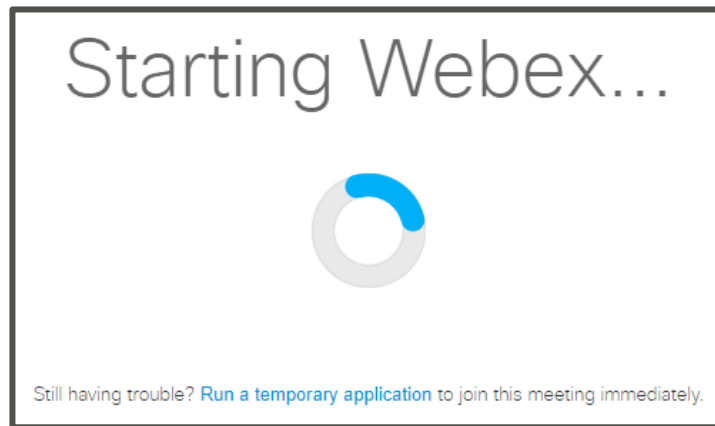 Starting Webex...
Still having trouble? Run a temporary application to join this meeting immediately.